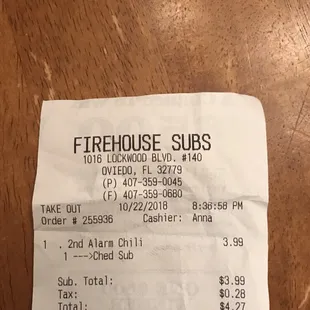 FIREHOUSE SUBS
1016 LOCKWOOD BLVD. #140
OVIEDO, FL 32779
(P) 407-359-0045
(F) 407-359-0680
TAKE OUT 10/22/2018 8:36:58 PM
Order # 255936 Cashier: Anna
1 . 2nd Alarm Chili 3.99
1 --->Ched Sub
Sub. Total: $3.99
Tax: $0.28
Total: $4.27